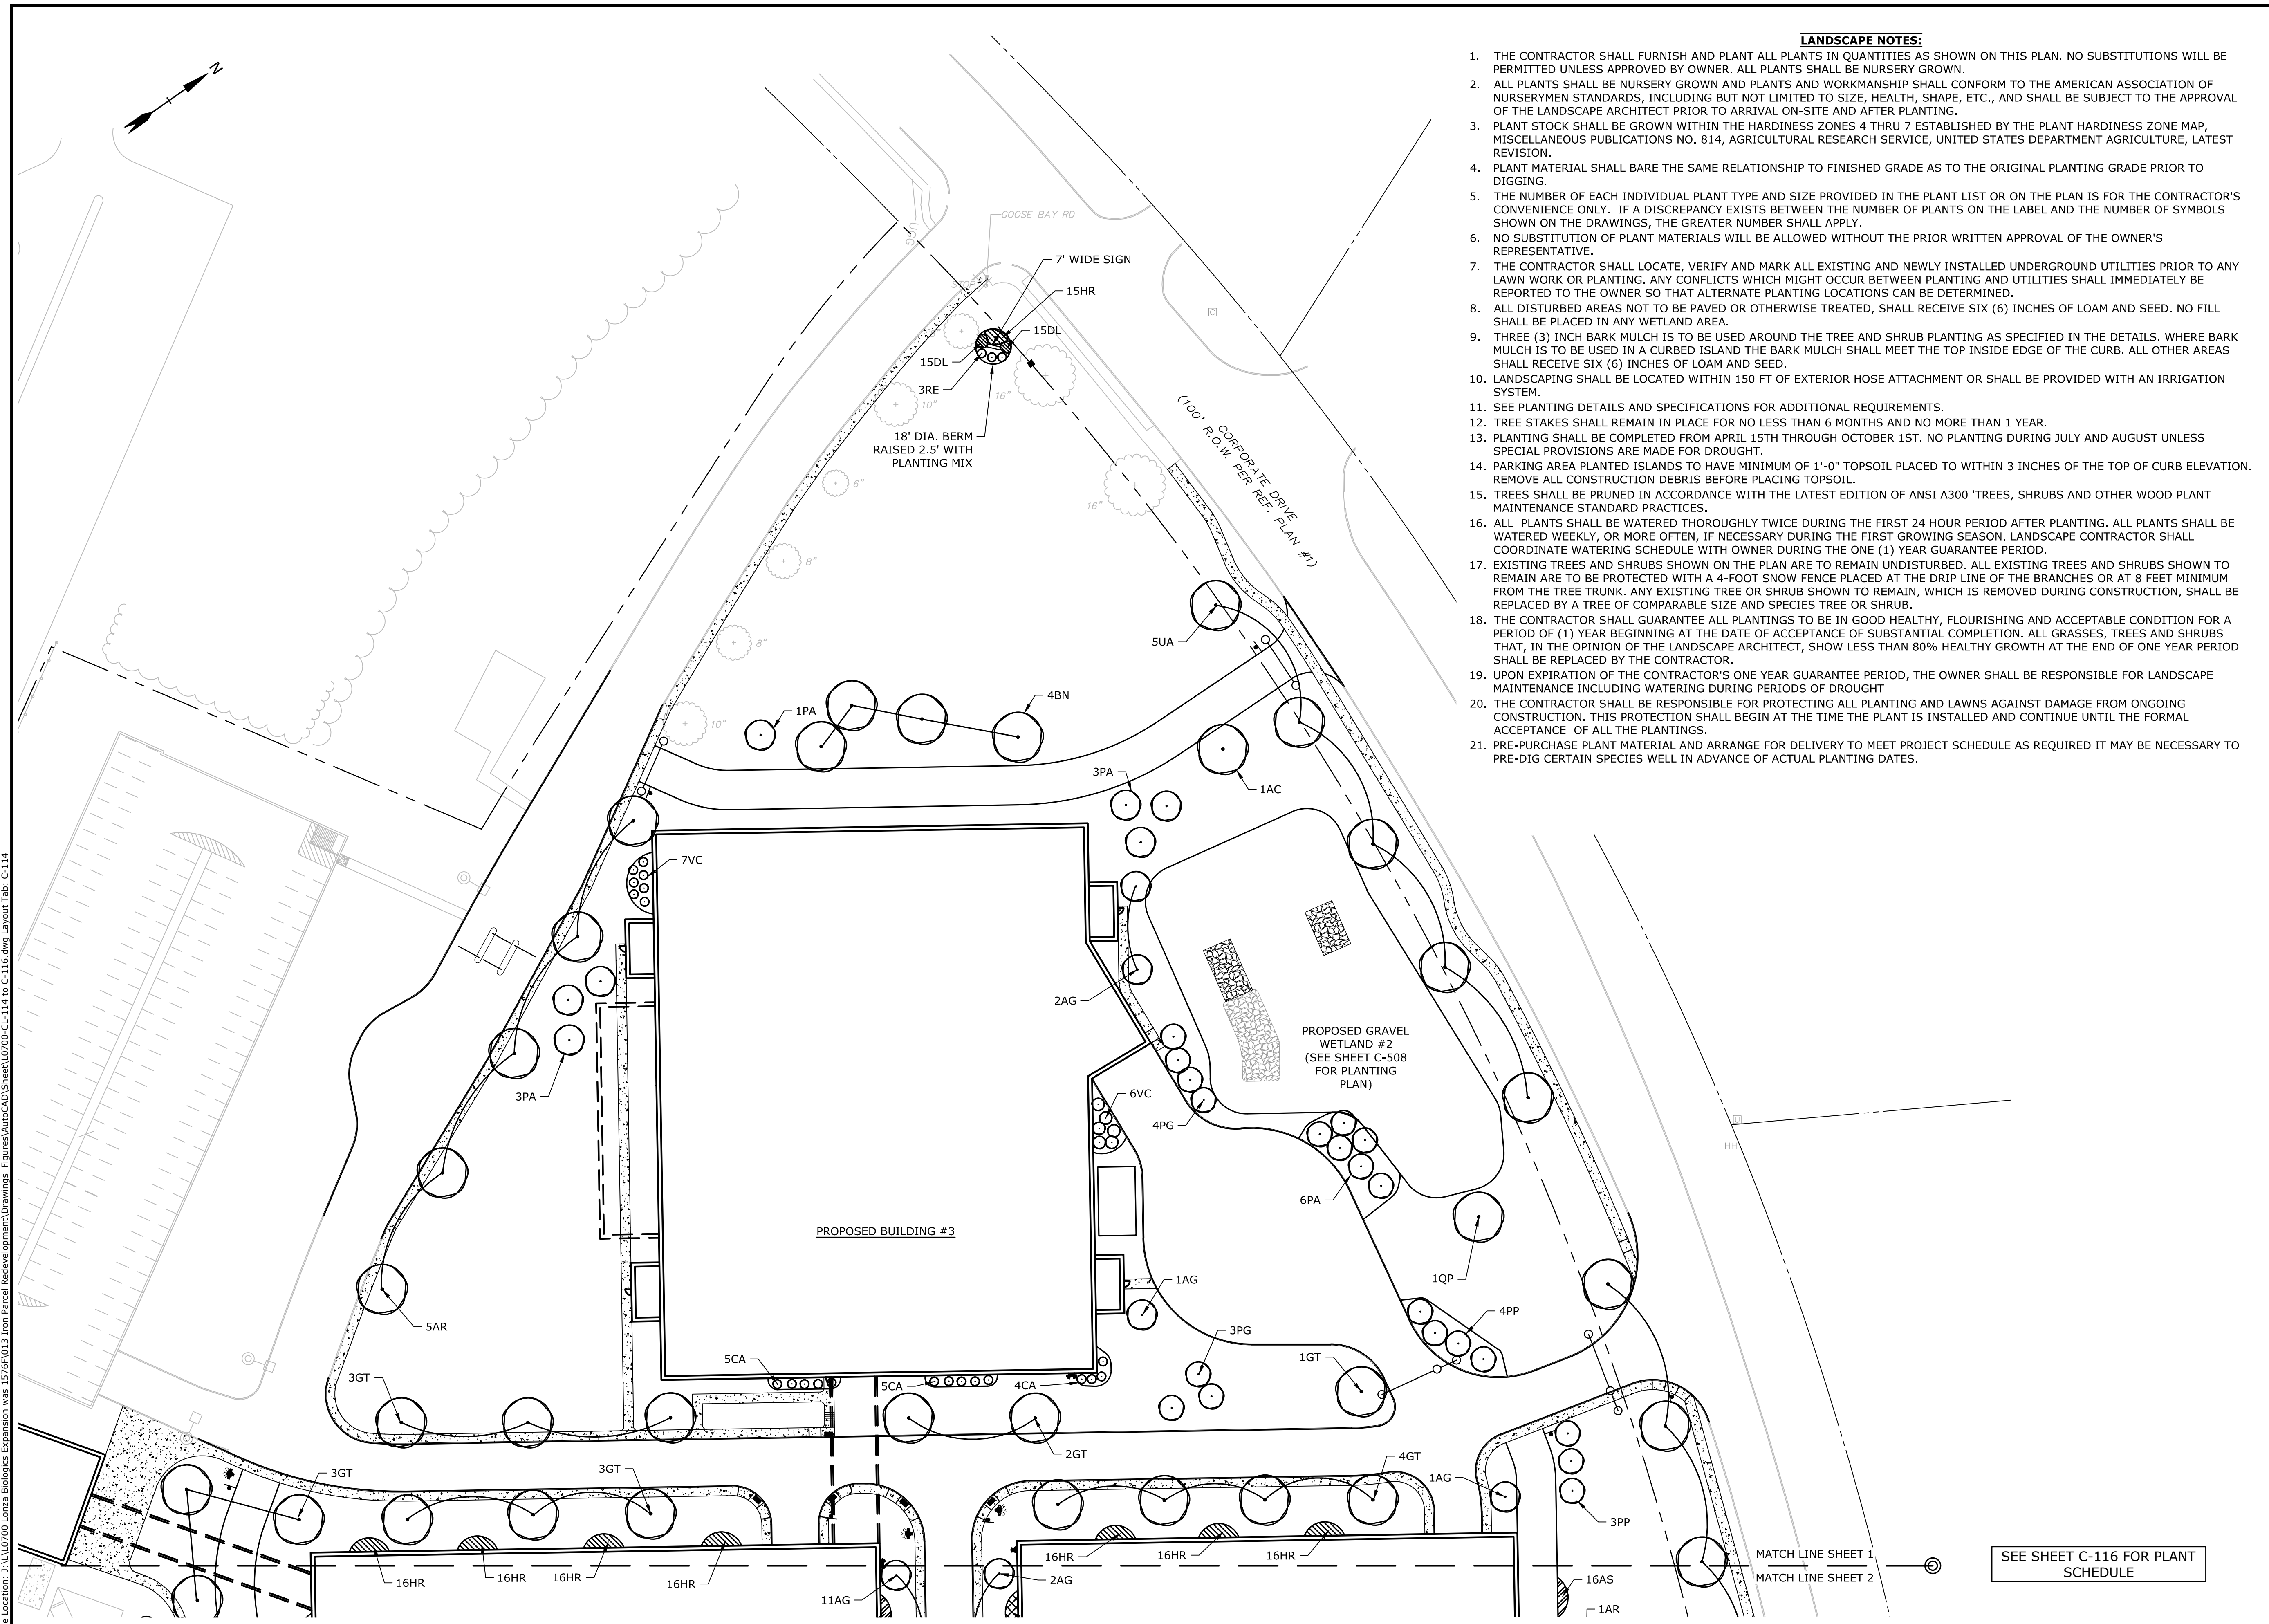 LANDSCAPE NOTES:
1. THE CONTRACTOR SHALL FURNISH AND PLANT ALL PLANTS IN QUANTITIES AS SHOWN ON THIS PLAN. NO SUBSTITUTIONS WILL BE
PERMITTED UNLESS APPROVED BY OWNER. ALL PLANTS SHALL BE NURSERY GROWN.
2. ALL PLANTS SHALL BE NURSERY GROWN AND PLANTS AND WORKMANSHIP SHALL CONFORM TO THE AMERICAN ASSOCIATION OF
NURSERYMEN STANDARDS, INCLUDING BUT NOT LIMITED TO SIZE, HEALTH, SHAPE, ETC., AND SHALL BE SUBJECT TO THE APPROVAL
OF THE LANDSCAPE ARCHITECT PRIOR TO ARRIVAL ON-SITE AND AFTER PLANTING.
3. PLANT STOCK SHALL BE GROWN WITHIN THE HARDINESS ZONES 4 THRU 7 ESTABLISHED BY THE PLANT HARDINESS ZONE MAP,
MISCELLANEOUS PUBLICATIONS NO. 814, AGRICULTURAL RESEARCH SERVICE, UNITED STATES DEPARTMENT AGRICULTURE, LATEST
REVISION.
4. PLANT MATERIAL SHALL BARE THE SAME RELATIONSHIP TO FINISHED GRADE AS TO THE ORIGINAL PLANTING GRADE PRIOR TO
DIGGING.
5. THE NUMBER OF EACH INDIVIDUAL PLANT TYPE AND SIZE PROVIDED IN THE PLANT LIST OR ON THE PLAN IS FOR THE CONTRACTOR'S
CONVENIENCE ONLY. IF A DISCREPANCY EXISTS BETWEEN THE NUMBER OF PLANTS ON THE LABEL AND THE NUMBER OF SYMBOLS
SHOWN ON THE DRAWINGS, THE GREATER NUMBER SHALL APPLY.
6. NO SUBSTITUTION OF PLANT MATERIALS WILL BE ALLOWED WITHOUT THE PRIOR WRITTEN APPROVAL OF THE OWNER'S
REPRESENTATIVE.
7. THE CONTRACTOR SHALL LOCATE, VERIFY AND MARK ALL EXISTING AND NEWLY INSTALLED UNDERGROUND UTILITIES PRIOR TO ANY
LAWN WORK OR PLANTING. ANY CONFLICTS WHICH MIGHT OCCUR BETWEEN PLANTING AND UTILITIES SHALL IMMEDIATELY BE
REPORTED TO THE OWNER SO THAT ALTERNATE PLANTING LOCATIONS CAN BE DETERMINED.
8. ALL DISTURBED AREAS NOT TO BE PAVED OR OTHERWISE TREATED, SHALL RECEIVE SIX (6) INCHES OF LOAM AND SEED. NO FILL
SHALL BE PLACED IN ANY WETLAND AREA.
9. THREE (3) INCH BARK MULCH IS TO BE USED AROUND THE TREE AND SHRUB PLANTING AS SPECIFIED IN THE DETAILS. WHERE BARK
MULCH IS TO BE USED IN A CURBED ISLAND THE BARK MULCH SHALL MEET THE TOP INSIDE EDGE OF THE CURB. ALL OTHER AREAS
SHALL RECEIVE SIX (6) INCHES OF LOAM AND SEED.
10. LANDSCAPING SHALL BE LOCATED WITHIN 150 FT OF EXTERIOR HOSE ATTACHMENT OR SHALL BE PROVIDED WITH AN IRRIGATION
SYSTEM.
11. SEE PLANTING DETAILS AND SPECIFICATIONS FOR ADDITIONAL REQUIREMENTS.
12. TREE STAKES SHALL REMAIN IN PLACE FOR NO LESS THAN 6 MONTHS AND NO MORE THAN 1 YEAR.
13. PLANTING SHALL BE COMPLETED FROM APRIL 15TH THROUGH OCTOBER 1ST. NO PLANTING DURING JULY AND AUGUST UNLESS
SPECIAL PROVISIONS ARE MADE FOR DROUGHT.
14. PARKING AREA PLANTED ISLANDS TO HAVE MINIMUM OF 1'-0" TOPSOIL PLACED TO WITHIN 3 INCHES OF THE TOP OF CURB ELEVATION.
REMOVE ALL CONSTRUCTION DEBRIS BEFORE PLACING TOPSOIL.
15. TREES SHALL BE PRUNED IN ACCORDANCE WITH THE LATEST EDITION OF ANSI A300 'TREES, SHRUBS AND OTHER WOOD PLANT
MAINTENANCE STANDARD PRACTICES.
16. ALL PLANTS SHALL BE WATERED THOROUGHLY TWICE DURING THE FIRST 24 HOUR PERIOD AFTER PLANTING. ALL PLANTS SHALL BE
WATERED WEEKLY, OR MORE OFTEN, IF NECESSARY DURING THE FIRST GROWING SEASON. LANDSCAPE CONTRACTOR SHALL
COORDINATE WATERING SCHEDULE WITH OWNER DURING THE ONE (1) YEAR GUARANTEE PERIOD.
17. EXISTING TREES AND SHRUBS SHOWN ON THE PLAN ARE TO REMAIN UNDISTURBED. ALL EXISTING TREES AND SHRUBS SHOWN TO
REMAIN ARE TO BE PROTECTED WITH A 4-FOOT SNOW FENCE PLACED AT THE DRIP LINE OF THE BRANCHES OR AT 8 FEET MINIMUM
FROM THE TREE TRUNK. ANY EXISTING TREE OR SHRUB SHOWN TO REMAIN, WHICH IS REMOVED DURING CONSTRUCTION, SHALL BE
REPLACED BY A TREE OF COMPARABLE SIZE AND SPECIES TREE OR SHRUB.
18. THE CONTRACTOR SHALL GUARANTEE ALL PLANTINGS TO BE IN GOOD HEALTHY, FLOURISHING AND ACCEPTABLE CONDITION FOR A
PERIOD OF (1) YEAR BEGINNING AT THE DATE OF ACCEPTANCE OF SUBSTANTIAL COMPLETION. ALL GRASSES, TREES AND SHRUBS
THAT, IN THE OPINION OF THE LANDSCAPE ARCHITECT, SHOW LESS THAN 80% HEALTHY GROWTH AT THE END OF ONE YEAR PERIOD
SHALL BE REPLACED BY THE CONTRACTOR.
19. UPON EXPIRATION OF THE CONTRACTOR'S ONE YEAR GUARANTEE PERIOD, THE OWNER SHALL BE RESPONSIBLE FOR LANDSCAPE
MAINTENANCE INCLUDING WATERING DURING PERIODS OF DROUGHT
20. THE CONTRACTOR SHALL BE RESPONSIBLE FOR PROTECTING ALL PLANTING AND LAWNS AGAINST DAMAGE FROM ONGOING
CONSTRUCTION. THIS PROTECTION SHALL BEGIN AT THE TIME THE PLANT IS INSTALLED AND CONTINUE UNTIL THE FORMAL
ACCEPTANCE OF ALL THE PLANTINGS.
21. PRE-PURCHASE PLANT MATERIAL AND ARRANGE FOR DELIVERY TO MEET PROJECT SCHEDULE AS REQUIRED IT MAY BE NECESSARY TO
PRE-DIG CERTAIN SPECIES WELL IN ADVANCE OF ACTUAL PLANTING DATES.
N
GOOSE BAY RD
7' WIDE SIGN
15HR
15DL
15DL
3RE
16"
10"
18' DIA. BERM
RAISED 2.5' WITH
PLANTING MIX
CORPORATE DRIVE
(100' R.O.W. PER REF. PLAN #1)
6"
16"
8"
8"
5UA
10"
1PA
4BN
3PA
1AC
7VC
2AG
PROPOSED GRAVEL
WETLAND #2
(SEE SHEET C-508
FOR PLANTING
PLAN)
3PA
6VC
4PG
HH
6PA
PROPOSED BUILDING #3
1QP
1AG
4PP
5AR
3PG
5CA
1GT
3GT
5CA
4CA
2GT
3GT
3GT
4GT
1AG
3PP
16HR
16HR
16HR
16HR
16HR
16HR
16HR
11AG
2AG
16AS
1AR
MATCH LINE SHEET 1
MATCH LINE SHEET 2
SEE SHEET C-116 FOR PLANT
SCHEDULE
Location: J:\L\L0700 Lonza Biologics Expansion was 1576F\013 Iron Parcel Redevelopment\Drawings_Figures\AutoCAD\Sheet\L0700-CL-114 to C-116.dwg Layout Tab: C-114